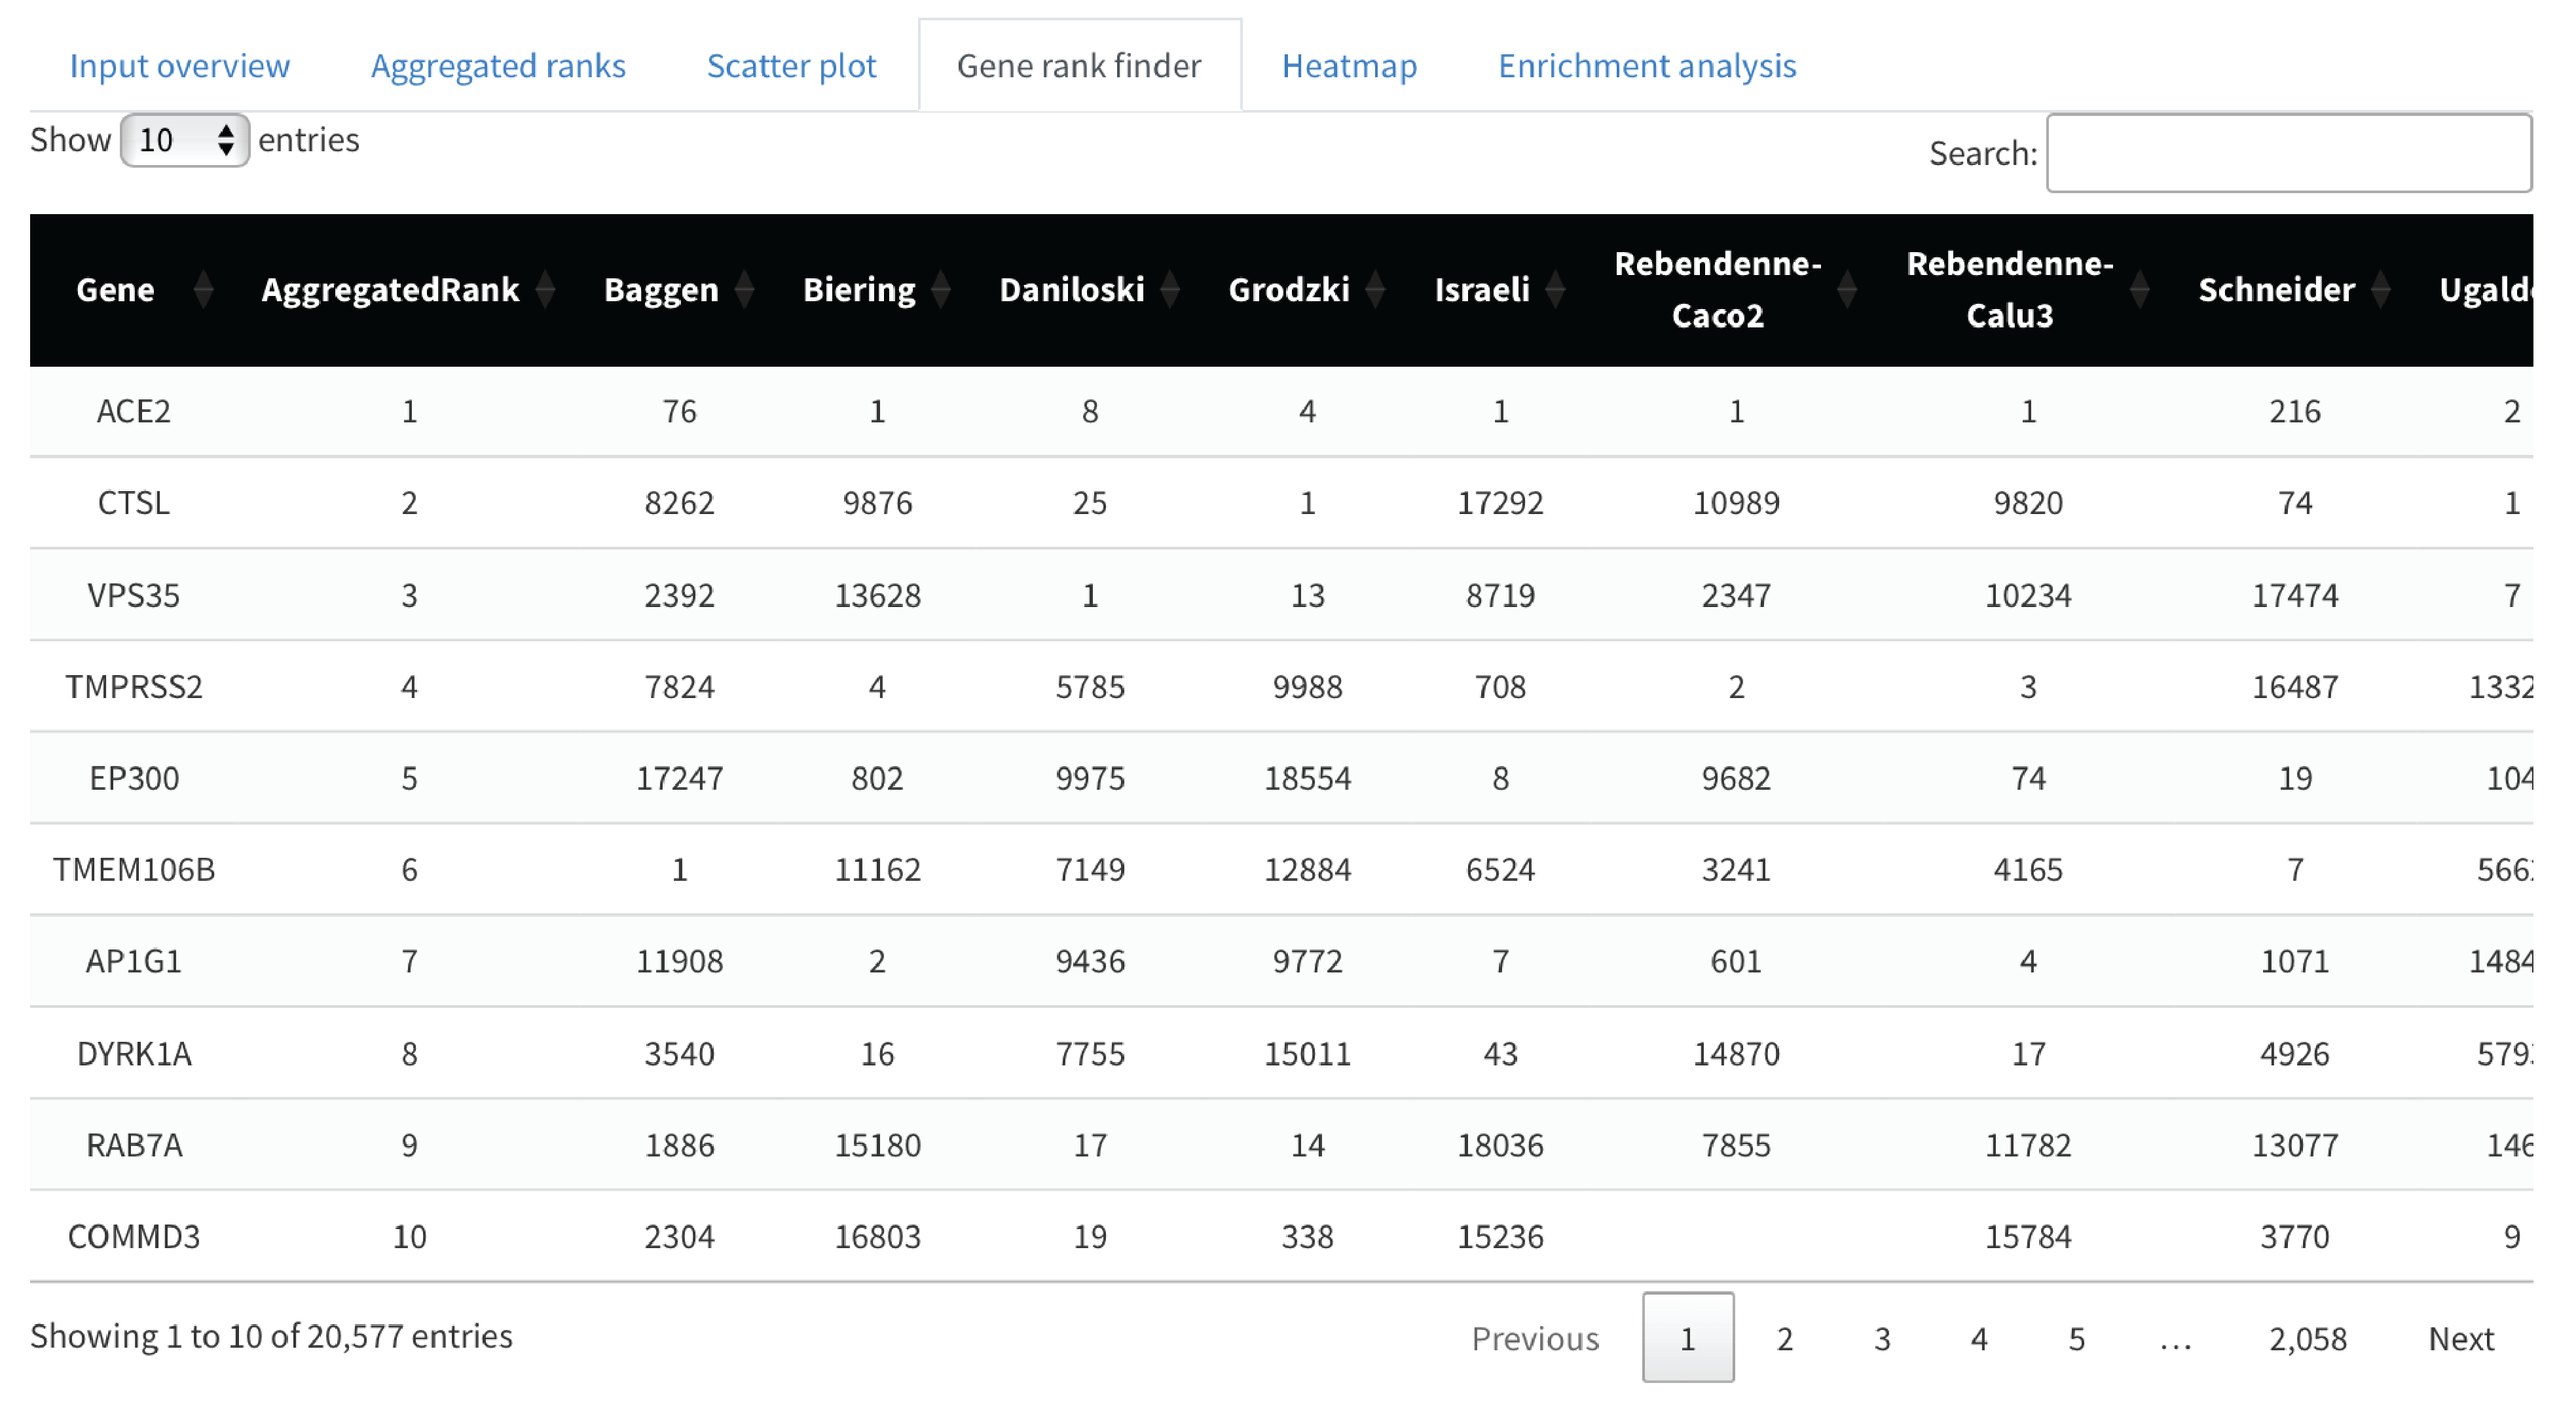 Input overview Aggregated ranks Scatter plot Gene rank finder Heatmap Enrichment analysis
Show 10 entries
Search:
Gene AggregatedRank Baggen Biering Daniloski Grodzki Israeli Rebendenne-Caco2 Rebendenne-Calu3 Schneider
ACE2 1 76 1 8 4 1 1 1 216 2
CTSL 2 8262 9876 25 1 17292 10989 9820 74 1
VPS35 3 2392 13628 1 13 8719 2347 10234 17474 7
TMPRSS2 4 7824 4 5785 9988 708 2 3 16487 1332
EP300 5 17247 802 9975 18554 8 9682 74 19 104
TMEM106B 6 1 11162 7149 12884 6524 3241 4165 7 566
AP1G1 7 11908 2 9436 9772 7 601 4 1071 1484
DYRK1A 8 3540 16 7755 15011 43 14870 17 4926 579
RAB7A 9 1886 15180 17 14 18036 7855 11782 13077 146
COMMD3 10 2304 16803 19 338 15236 15784 3770 9
Showing 1 to 10 of 20,577 entries
Previous 1 2 3 4 5 … 2,058 Next